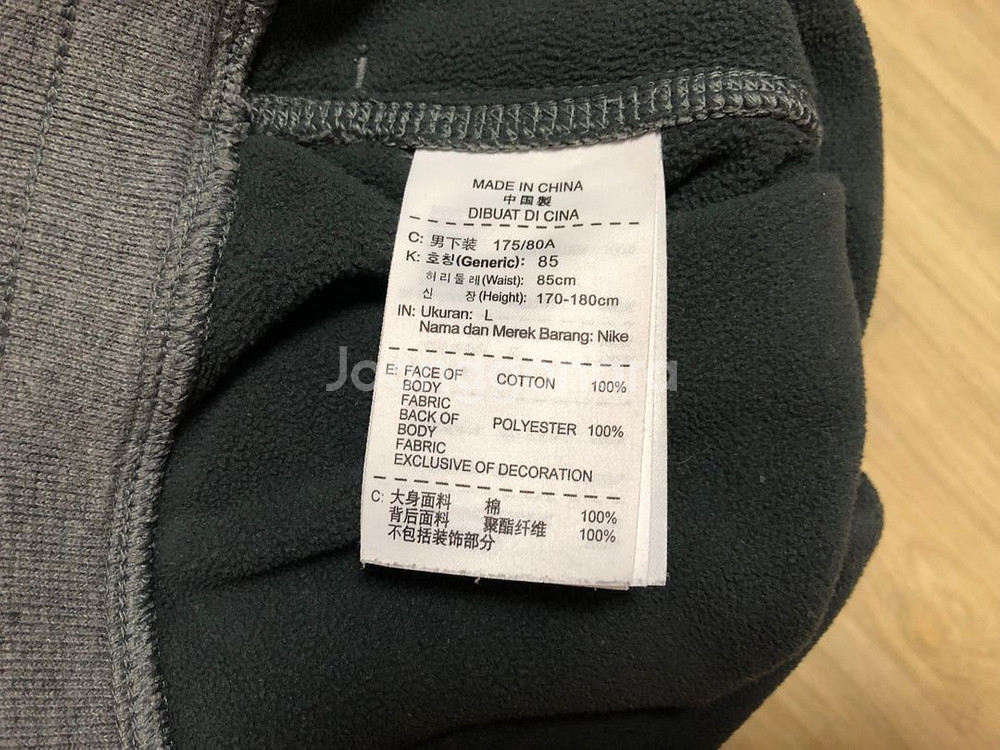 MADE IN CHINA
中国製
DIBUAT DI CINA
C: 男下装 175/80A
K: 호칭(Generic): 85
허리둘레(Waist): 85cm
신 장(Height): 170-180cm
IN: Ukuran: L
Nama dan Merek Barang: Nike
E: FACE OF COTTON 100%
BODY
FABRIC
BACK OF POLYESTER 100%
BODY
FABRIC
EXCLUSIVE OF DECORATION
C: 大身面料 棉 100%
背后面料 聚酯纤维 100%
不包括装饰部分